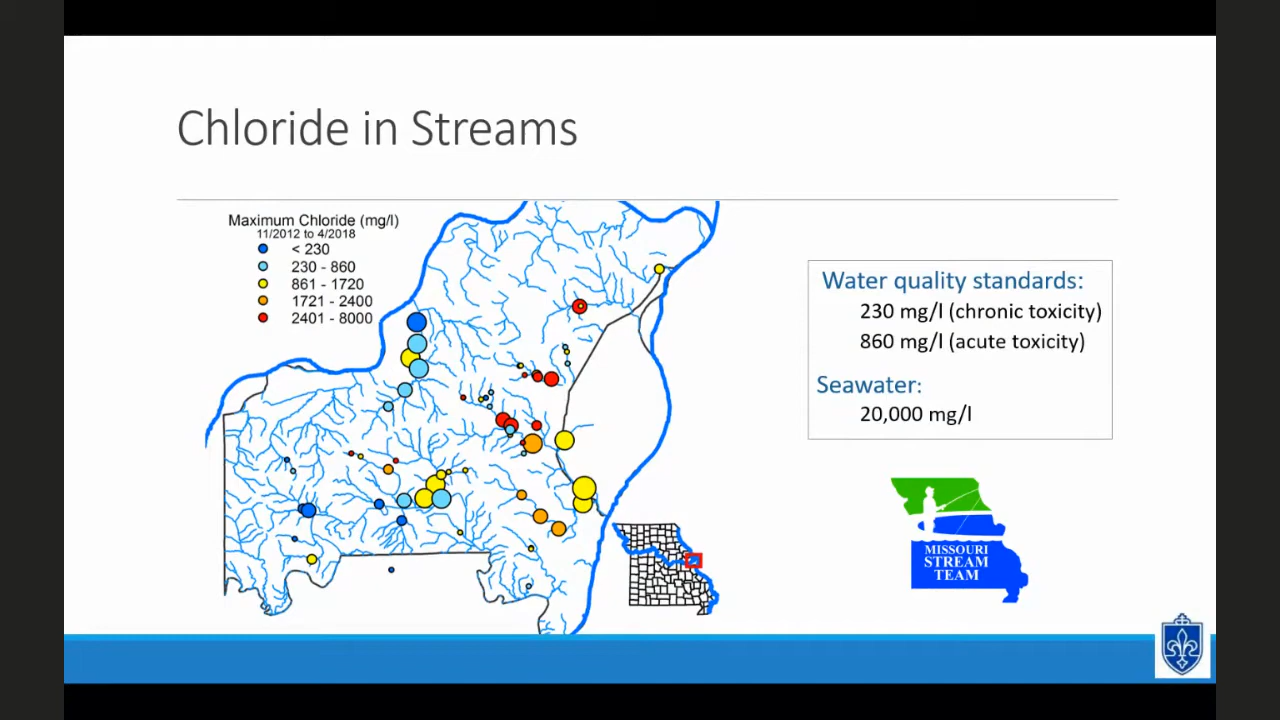 Chloride in Streams
Maximum Chloride (mg/l)
11/2012 to 4/2018
< 230
230 - 860
861 - 1720
1721 - 2400
2401 - 8000
Water quality standards:
230 mg/l (chronic toxicity)
860 mg/l (acute toxicity)
Seawater:
20,000 mg/l
MISSOURI
STREAM
TEAM